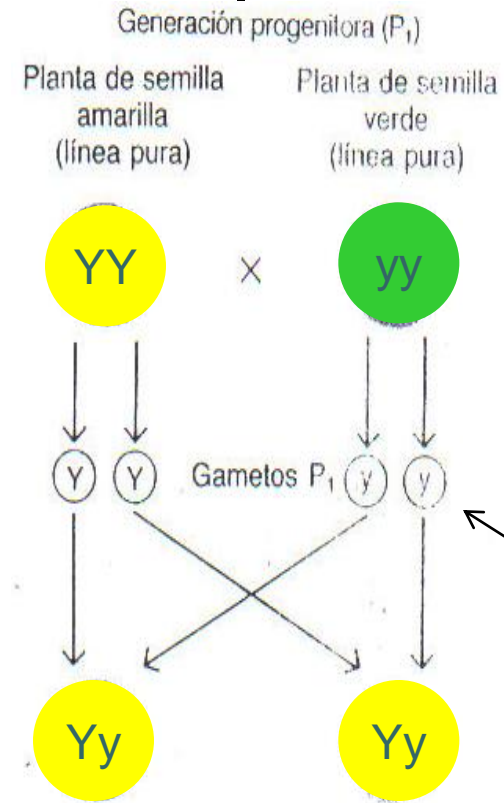 Generación progenitora (P₁)
Planta de semilla
amarilla
(línea pura)
Planta de semilla
verde
(línea pura)
YY
X
yy
Y
Y
Gametos P₁
y
y
Yy
Yy